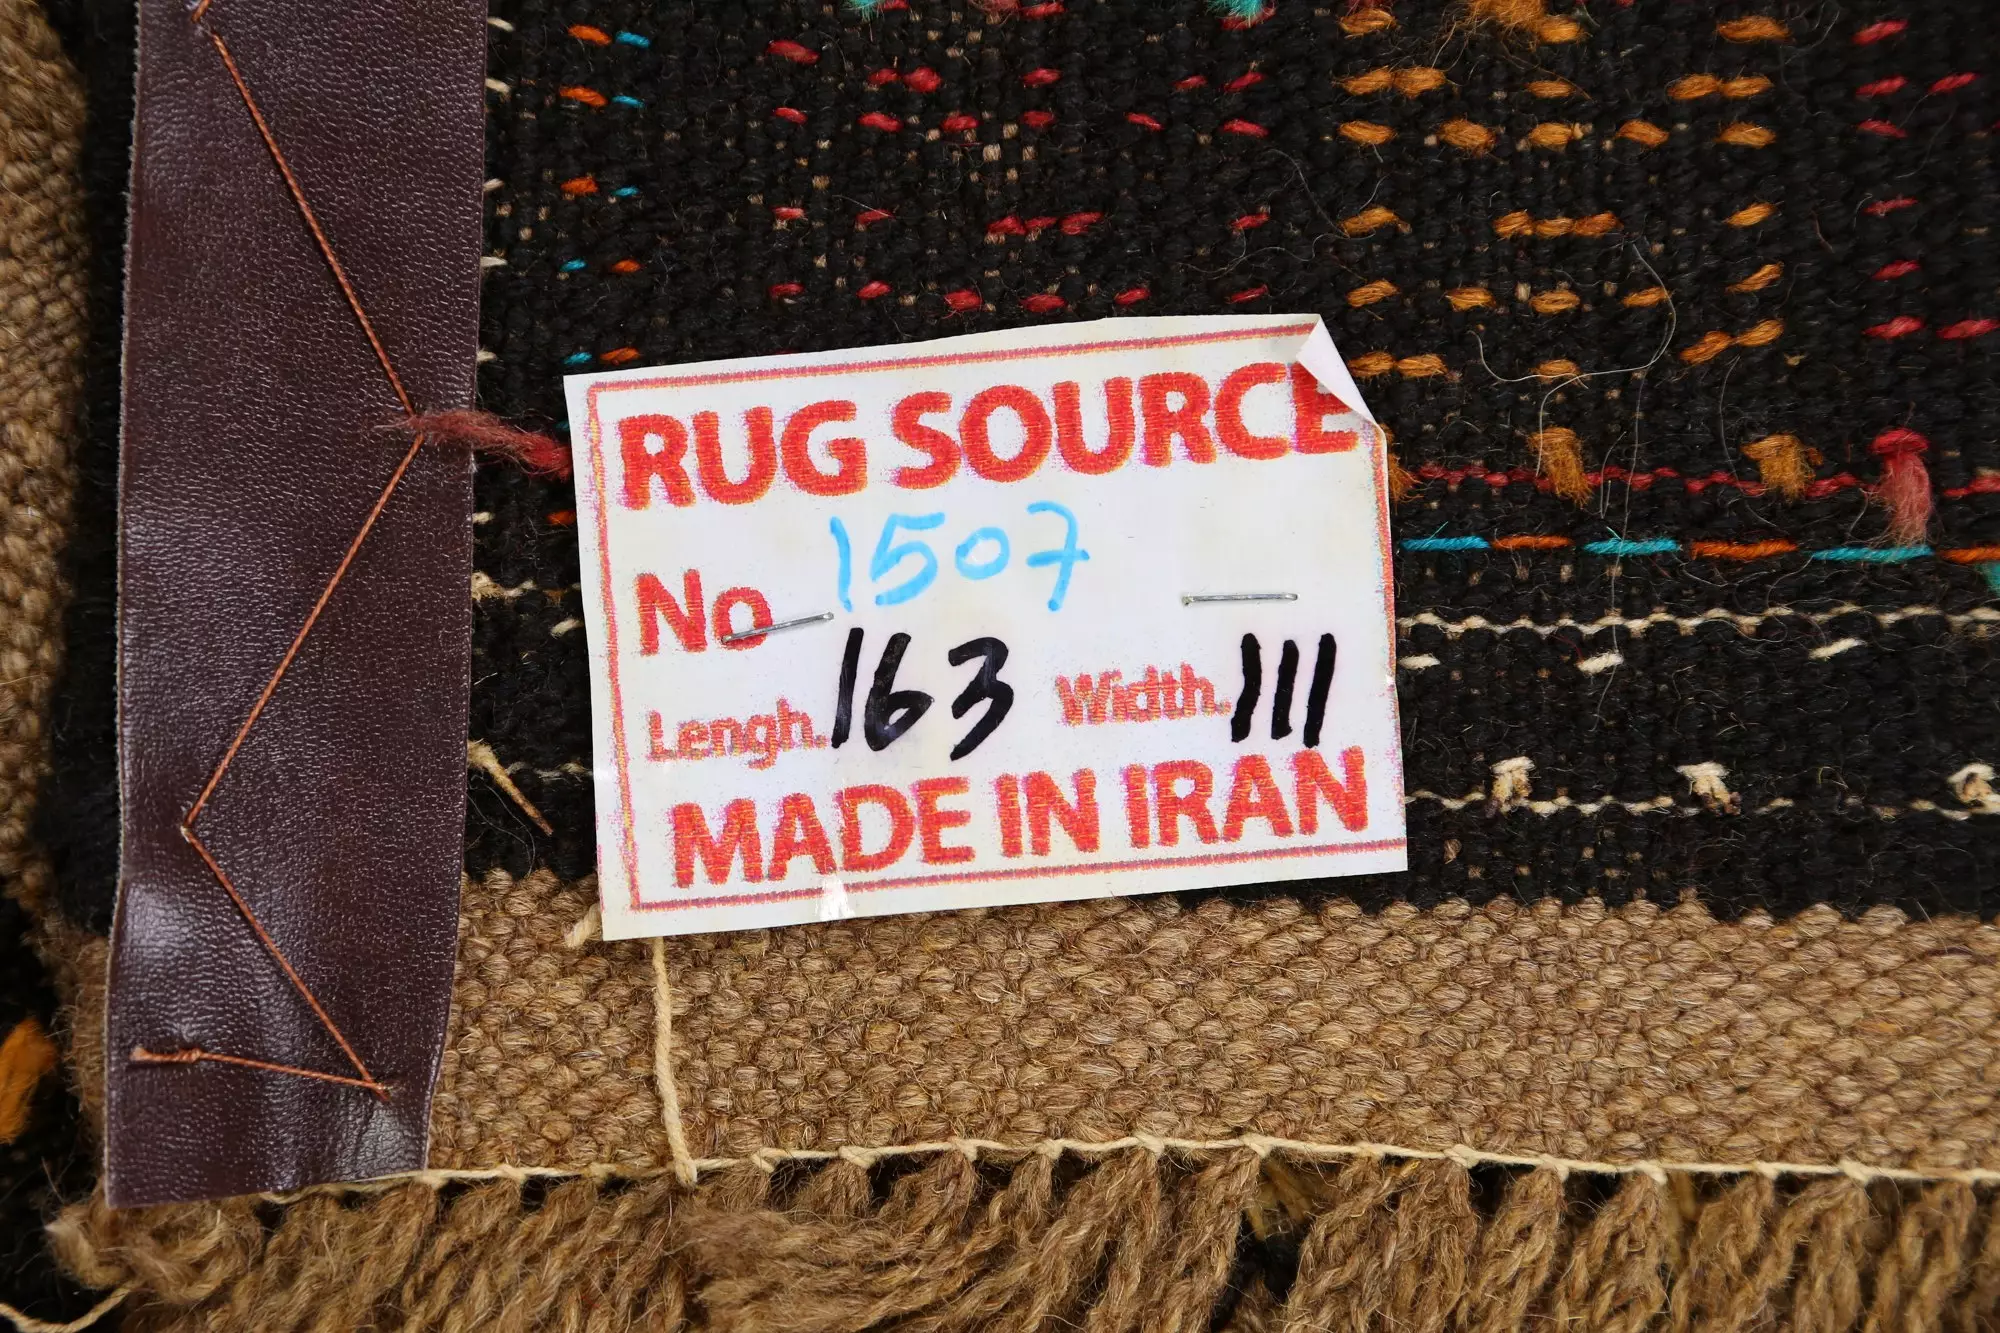 RUG SOURCE
No 1507
Lengh. 163 Width. 111
MADE IN IRAN